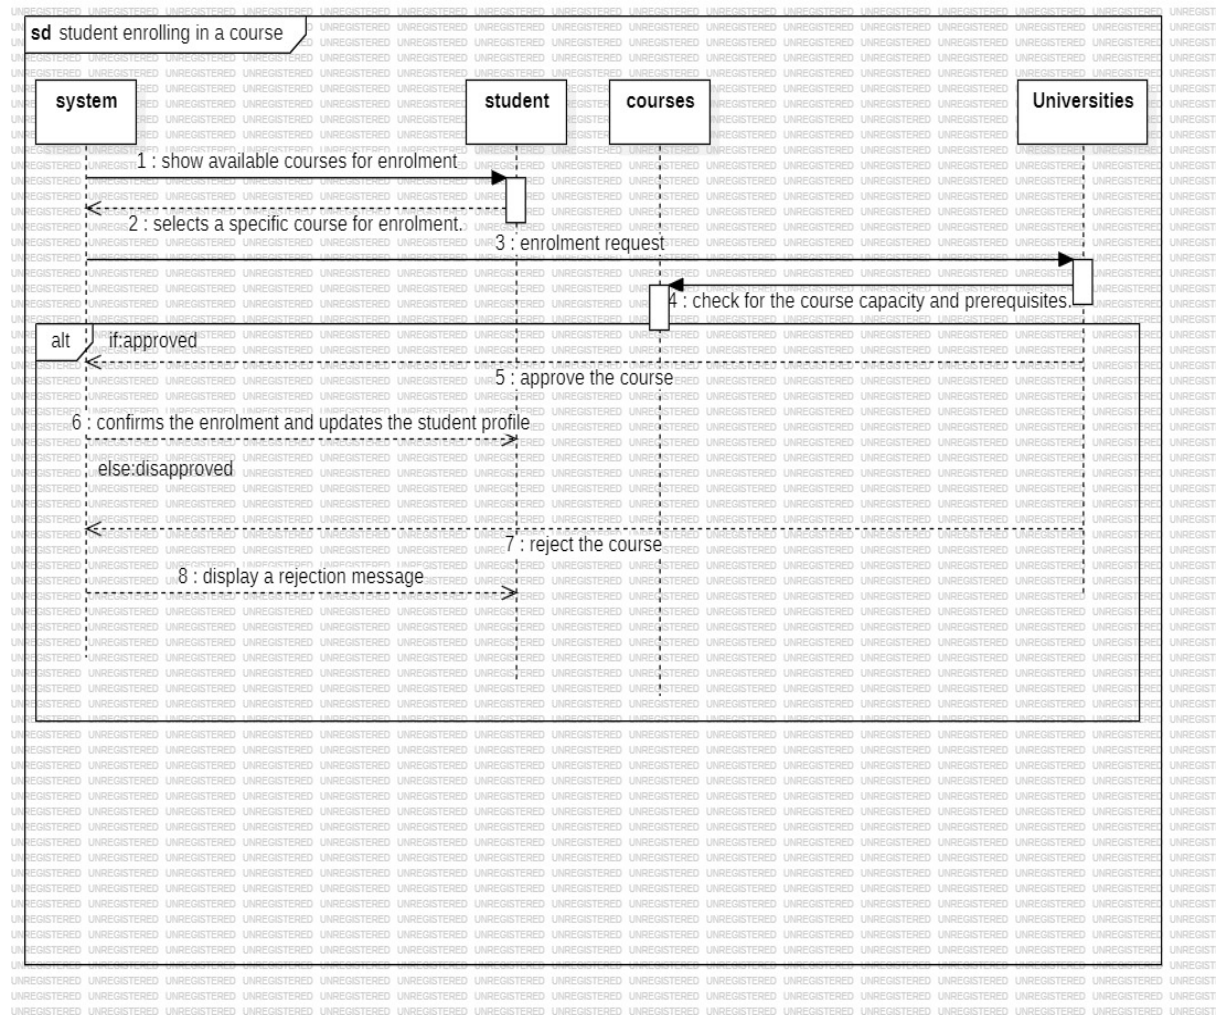 sd student enrolling in a course
system
student
courses
Universities
1 : show available courses for enrolment
2 : selects a specific course for enrolment.
3 : enrolment request
4 : check for the course capacity and prerequisites.
alt
if:approved
5 : approve the course
6 : confirms the enrolment and updates the student profile
else:disapproved
7 : reject the course
8 : display a rejection message
UNREGISTERED